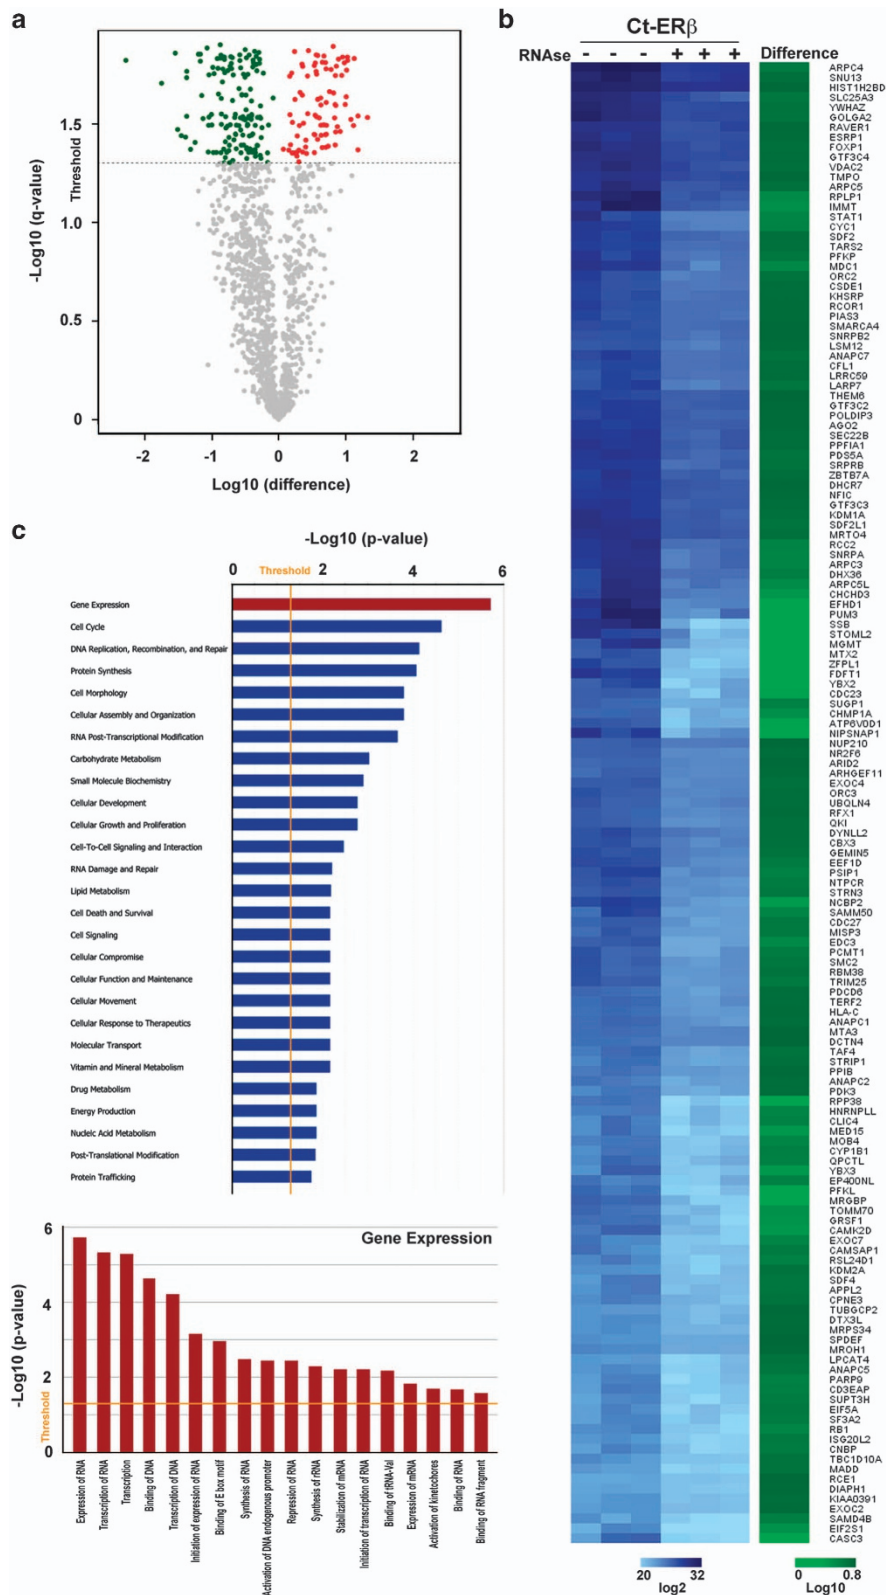 a
-Log10 (q-value)
Threshold
1.5
1.0
0.5
0
-2
-1
0
1
2
Log10 (difference)
b
Ct-ERβ
RNAse
-
-
-
+
+
+
Difference
ARPC4
SNU13
HIST1H2BD
SLC25A3
YWHAZ
GOLGA2
RAVER1
ESRP1
FOXP1
GTF3C4
VDAC2
TMPO
ARPC5
RPLP1
IMMT
STAT1
CYC1
SDF2
TARS2
PFKP
MDC1
ORC2
CSDE1
KHSRP
RCOR1
PIAS3
SMARCA4
SNRPB2
LSM12
ANAPC7
CFL1
LRRC59
LARP7
THEM6
GTF3C2
POLDIP3
AGO2
SEC22B
PPFIA1
PDS5A
SRPRB
ZBTB7A
DHCR7
NFIC
GTF3C3
KDM1A
SDF2L1
MRTO4
RCC2
SNRPA
ARPC3
DHX36
ARPC5L
CHCHD3
EFHD1
PUM3
SSB
STOML2
MGMT
MTX2
ZFPL1
FDFT1
YBX2
CDC23
SUGP1
CHMP1A
ATP6V0D1
NIPSNAP1
NUP210
NR2F6
ARID2
ARHGEF11
EXOC4
ORC3
UBQLN4
RFX1
QKI
DYNLL2
CBX3
GEMIN5
EEF1D
PSIP1
NTPCR
STRN3
NCBP2
SAMM50
CDC27
MISP3
EDC3
PCMT1
SMC2
RBM38
TRIM25
PDCD6
TERF2
HLA-C
ANAPC1
MTA3
DCTN4
TAF4
STRIP1
PPIB
ANAPC2
PDK3
RPP38
HNRNPLL
CLIC4
MED15
MOB4
CYP1B1
QPCTL
YBX3
EP400NL
PFKL
MRGBP
TOMM70
GRSF1
CAMK2D
EXOC7
CAMSAP1
RSL24D1
KDM2A
SDF4
APPL2
CPNE3
TUBGCP2
DTX3L
MRPS34
SPDEF
MROH1
LPCAT4
ANAPC5
PARP9
CD3EAP
SUPT3H
EIF5A
SF3A2
RB1
ISG20L2
CNBP
TBC1D10A
MADD
RCE1
DIAPH1
KIAA0391
EXOC2
SAMD4B
EIF2S1
CASC3
20
32
log2
0
0.8
Log10
c
-Log10 (p-value)
0
Threshold
2
4
6
Gene Expression
Cell Cycle
DNA Replication, Recombination, and Repair
Protein Synthesis
Cell Morphology
Cellular Assembly and Organization
RNA Post-Transcriptional Modification
Carbohydrate Metabolism
Small Molecule Biochemistry
Cellular Development
Cellular Growth and Proliferation
Cell-To-Cell Signaling and Interaction
RNA Damage and Repair
Lipid Metabolism
Cell Death and Survival
Cell Signaling
Cellular Compromise
Cellular Function and Maintenance
Cellular Movement
Cellular Response to Therapeutics
Molecular Transport
Vitamin and Mineral Metabolism
Drug Metabolism
Energy Production
Nucleic Acid Metabolism
Post-Translational Modification
Protein Trafficking
Gene Expression
-Log10 (p-value)
Threshold
6
4
2
0
Expression of RNA
Transcription of RNA
Transcription
Binding of DNA
Transcription of DNA
Initiation of expression of RNA
Binding of E box motif
Synthesis of RNA
Activation of DNA endogenous promoter
Repression of RNA
Synthesis of rRNA
Stabilization of mRNA
Initiation of transcription of RNA
Binding of tRNA-Val
Expression of mRNA
Activation of kinetochores
Binding of RNA
Binding of RNA fragment